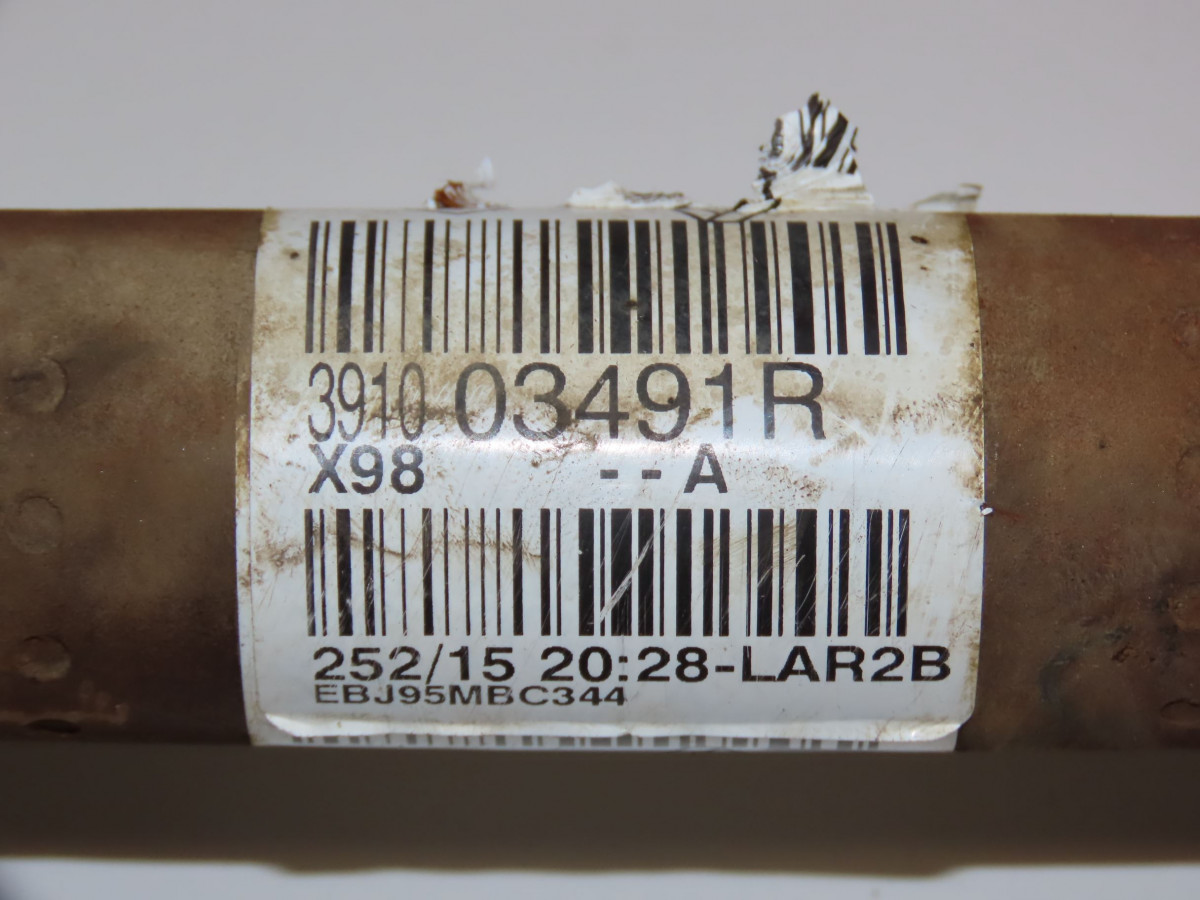 3910 03491R
X98 --A
252/15 20:28-LAR2B
EBJ95MBC344